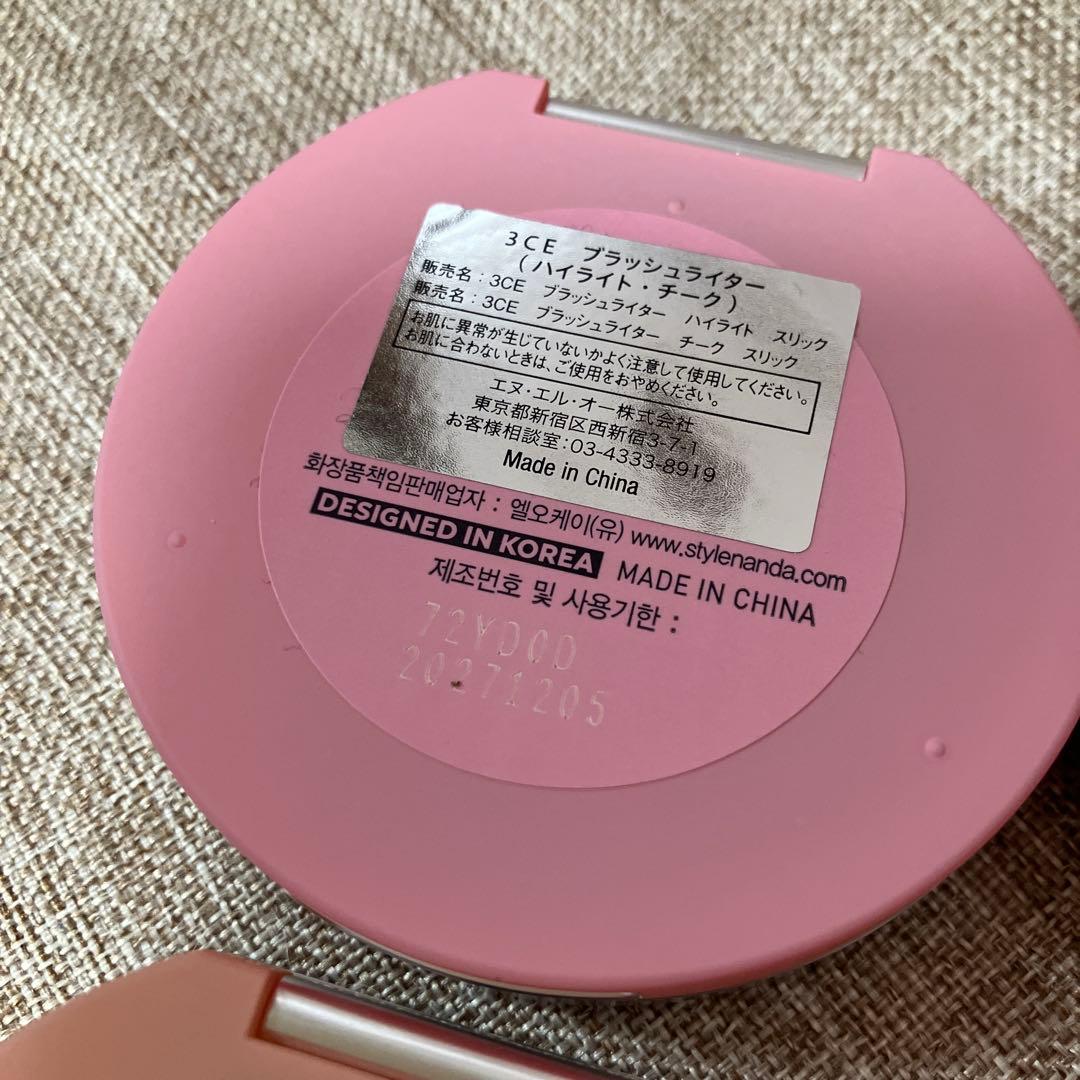 3CE ブラッシュライター
(ハイライト・チーク)
販売名:3CE ブラッシュライター ハイライト スリック
販売名:3CE ブラッシュライター チーク スリック
お肌に異常が生じていないかよく注意して使用してください。
お肌に合わないときは、ご使用をおやめください。
エヌ・エル・オー株式会社
東京都新宿区西新宿3-7-1
お客様相談室:03-4333-8919
Made in China
화장품책임판매업자 : 엘오케이(유) www.stylenanda.com
DESIGNED IN KOREA MADE IN CHINA
제조번호 및 사용기한 :
72YD0D
20271205